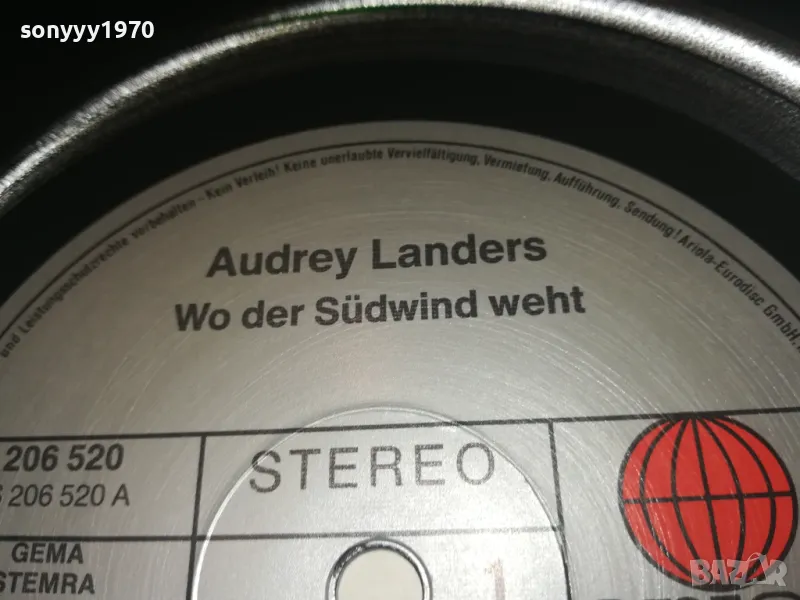 sonyyy1970
und Leistungsschutzrechte vorbehalten - Kein Verleih! Keine unerlaubte Vervielfältigung, Vermietung, Aufführung, Sendung! Ariola-Eurodisc GmbH,
Audrey Landers
Wo der Südwind weht
206 520
206 520 A
STEREO
GEMA
STEMRA
1
BAZAR